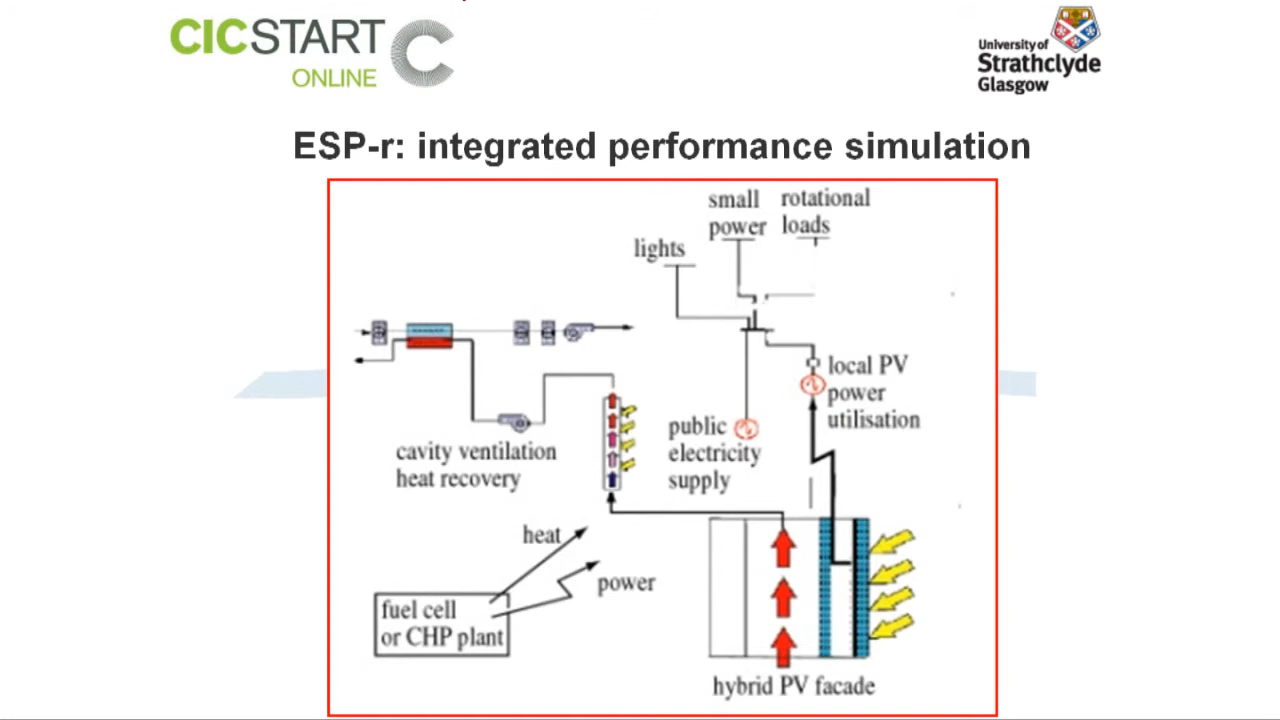 CICSTART
ONLINE
University of
Strathclyde
Glasgow
ESP-r: integrated performance simulation
small
power
rotational
loads
lights
local PV
power
utilisation
public
electricity
supply
cavity ventilation
heat recovery
heat
power
fuel cell
or CHP plant
hybrid PV facade